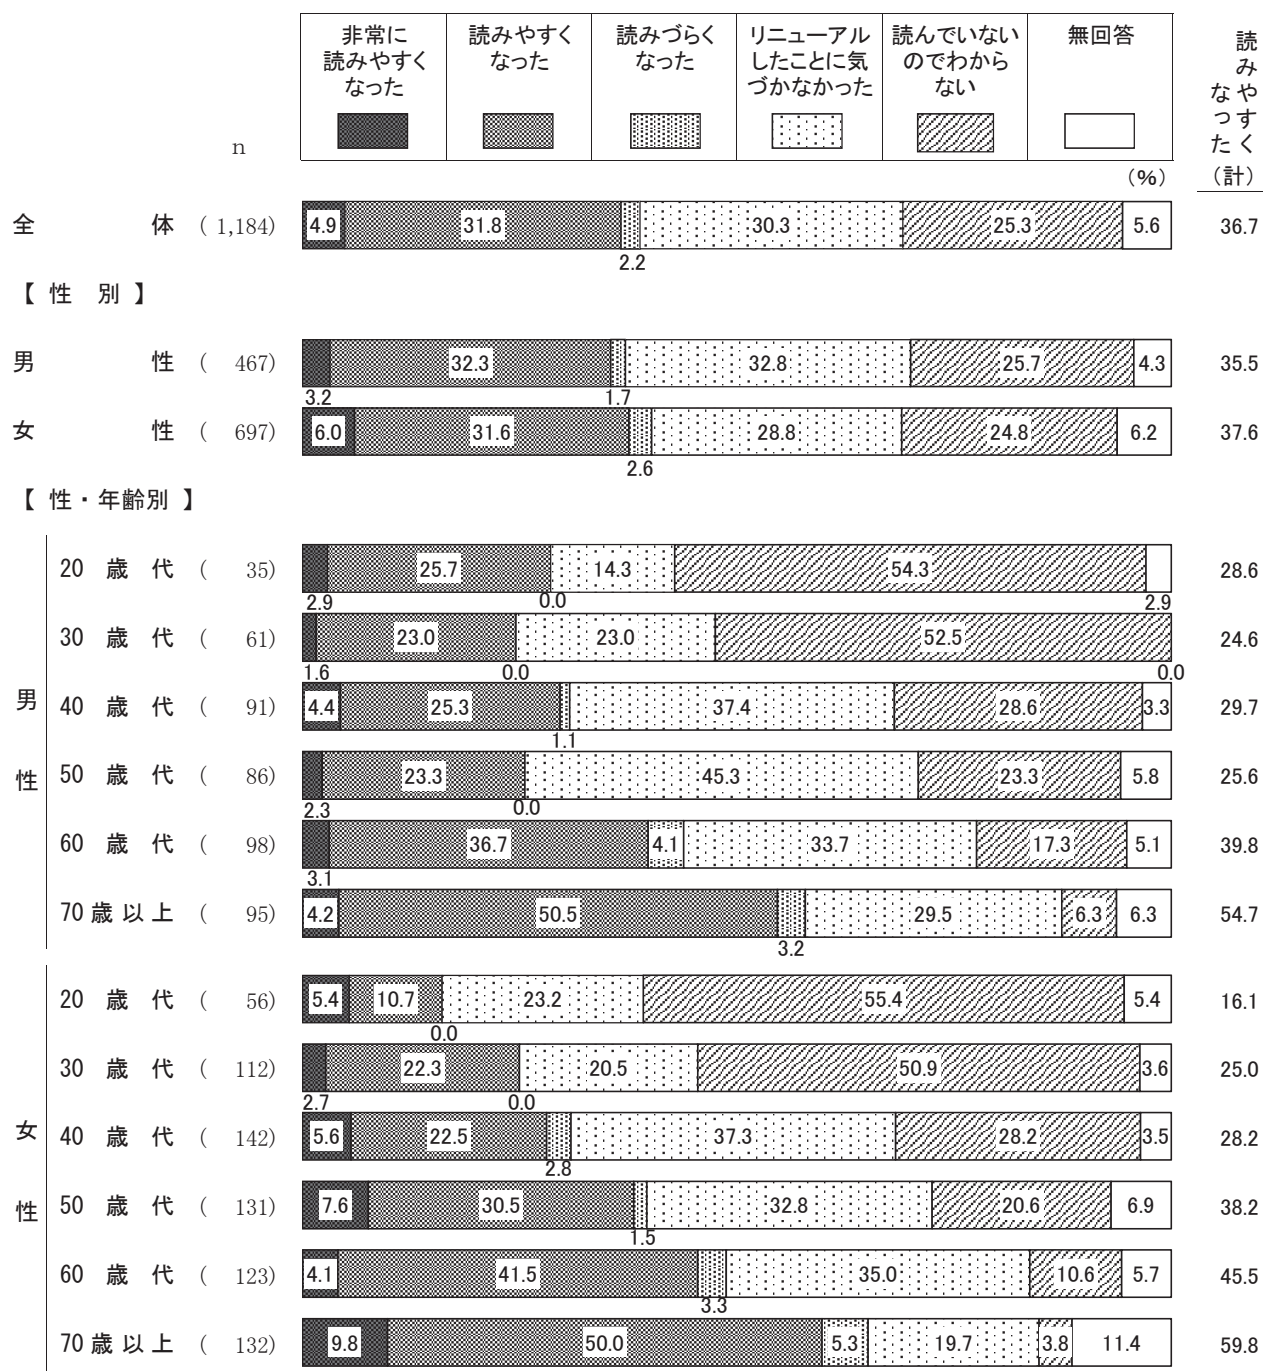 非常に
読みやすく
なった
読みやすく
なった
読みづらく
なった
リニューアル
したことに気
づかなかった
読んでいない
のでわから
ない
無回答
読みやすく
なった
（計）
n
（%）
全体 ( 1,184) 4.9 31.8 30.3 25.3 5.6 36.7
2.2
【 性 別 】
男性 ( 467) 32.3 32.8 25.7 4.3 35.5
3.2 1.7
女性 ( 697) 6.0 31.6 28.8 24.8 6.2 37.6
2.6
【 性・年齢別 】
男性
20 歳 代 ( 35) 25.7 14.3 54.3 28.6
2.9 0.0 2.9
30 歳 代 ( 61) 23.0 23.0 52.5 24.6
1.6 0.0 0.0
40 歳 代 ( 91) 4.4 25.3 37.4 28.6 3.3 29.7
1.1
50 歳 代 ( 86) 23.3 45.3 23.3 5.8 25.6
2.3 0.0
60 歳 代 ( 98) 36.7 4.1 33.7 17.3 5.1 39.8
3.1
70 歳 以 上 ( 95) 4.2 50.5 29.5 6.3 6.3 54.7
3.2
女性
20 歳 代 ( 56) 5.4 10.7 23.2 55.4 5.4 16.1
0.0
30 歳 代 ( 112) 22.3 20.5 50.9 3.6 25.0
2.7 0.0
40 歳 代 ( 142) 5.6 22.5 37.3 28.2 3.5 28.2
2.8
50 歳 代 ( 131) 7.6 30.5 32.8 20.6 6.9 38.2
1.5
60 歳 代 ( 123) 4.1 41.5 35.0 10.6 5.7 45.5
3.3
70 歳 以 上 ( 132) 9.8 50.0 5.3 19.7 3.8 11.4 59.8